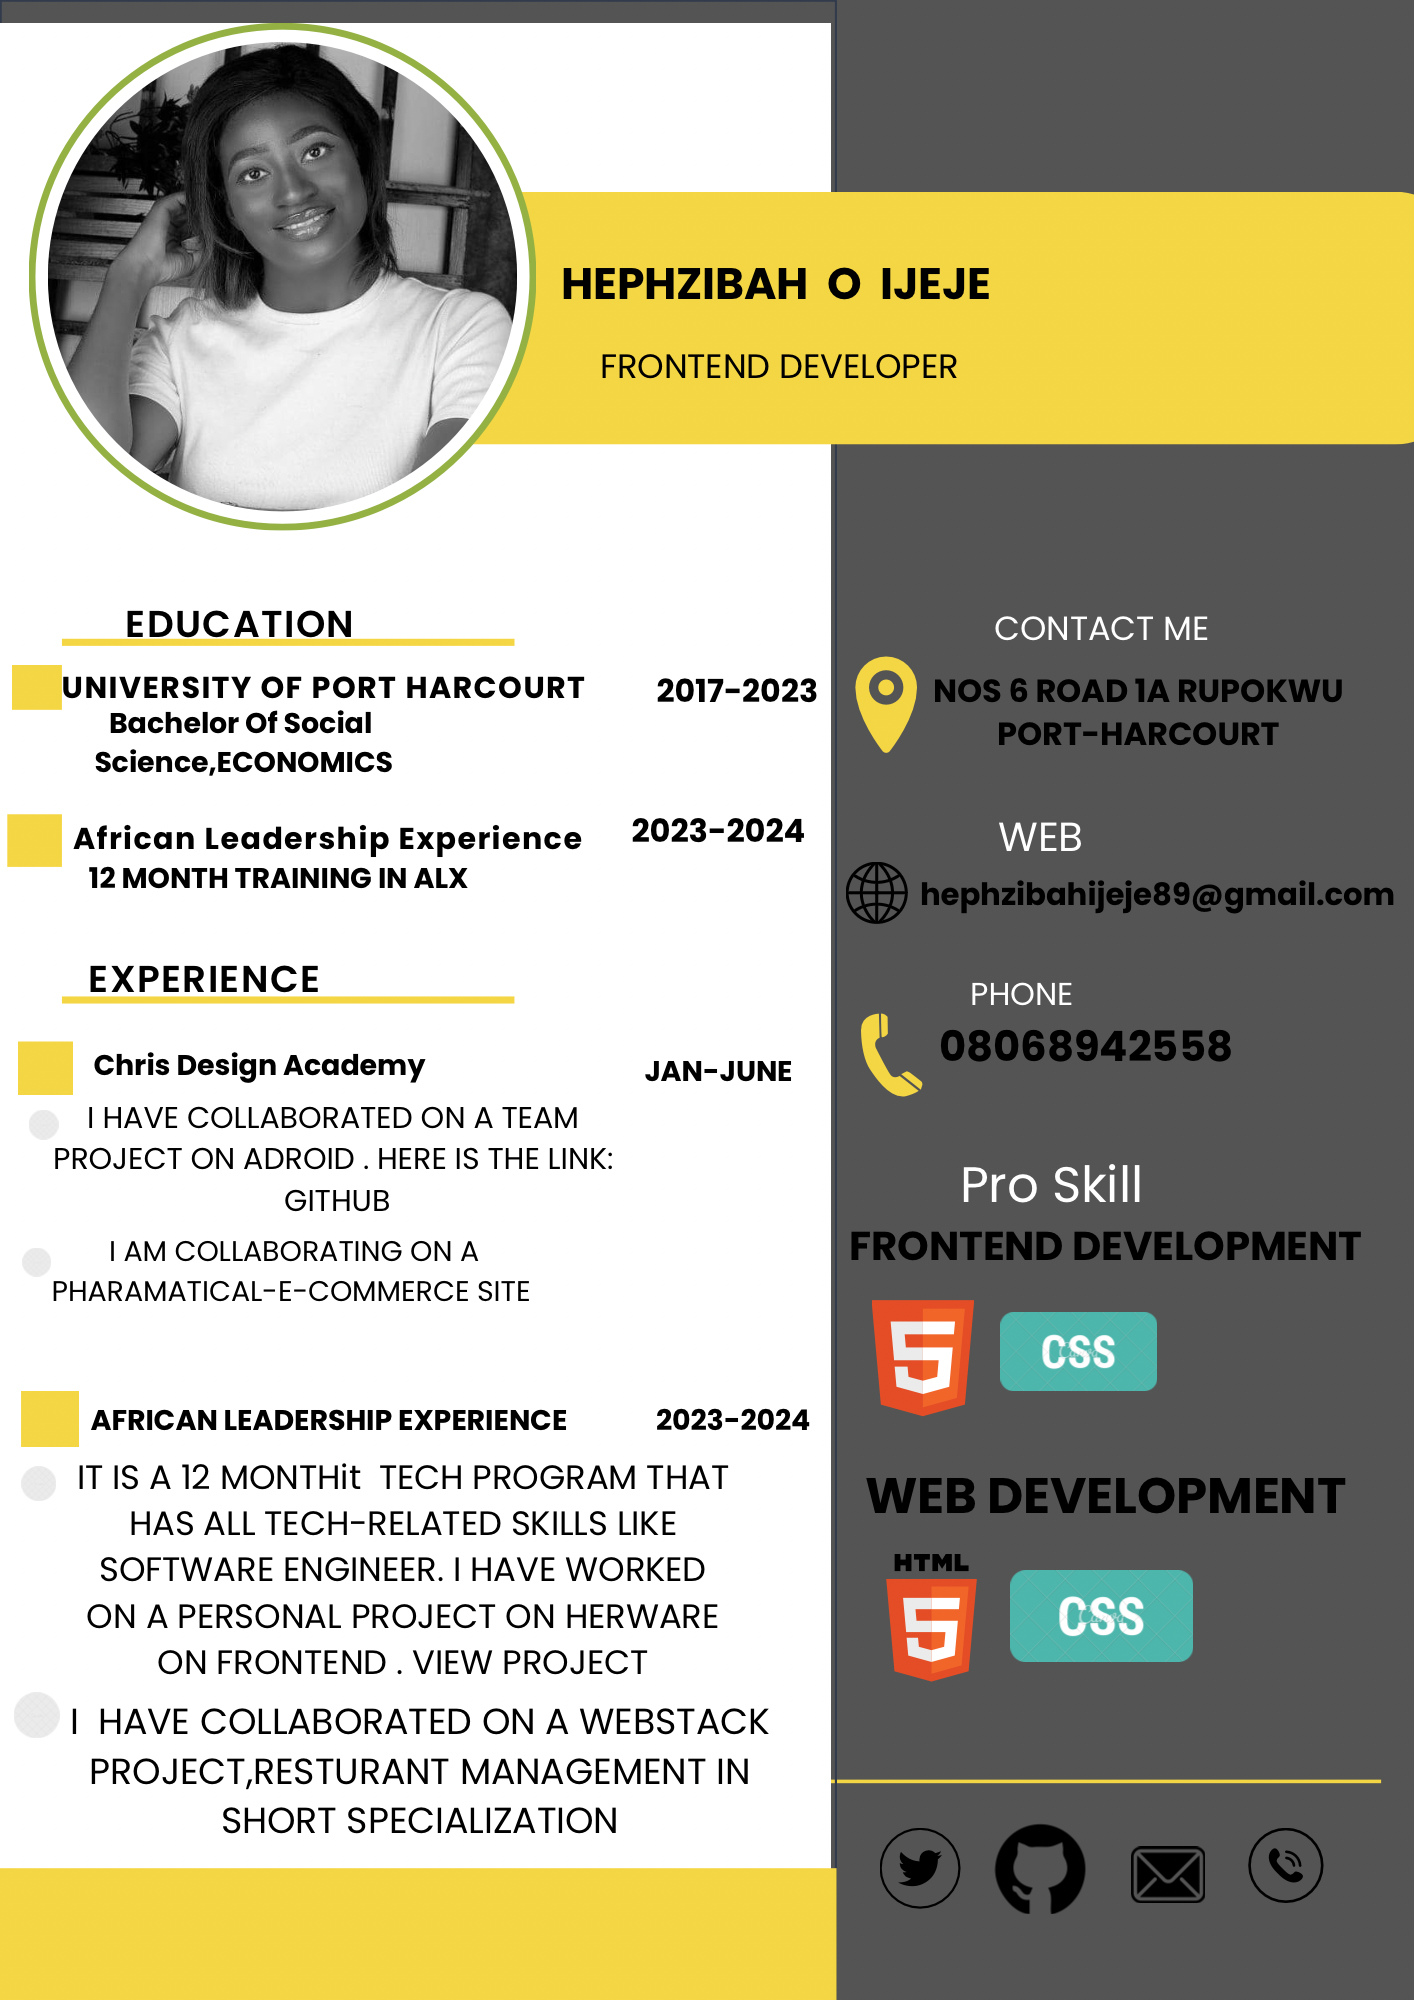 HEPHZIBAH O IJEJE
FRONTEND DEVELOPER
EDUCATION
UNIVERSITY OF PORT HARCOURT
2017-2023
Bachelor Of Social
Science,ECONOMICS
African Leadership Experience
2023-2024
12 MONTH TRAINING IN ALX
EXPERIENCE
Chris Design Academy
JAN-JUNE
I HAVE COLLABORATED ON A TEAM
PROJECT ON ADROID . HERE IS THE LINK:
GITHUB
I AM COLLABORATING ON A
PHARAMATICAL-E-COMMERCE SITE
AFRICAN LEADERSHIP EXPERIENCE
2023-2024
IT IS A 12 MONTHit TECH PROGRAM THAT
HAS ALL TECH-RELATED SKILLS LIKE
SOFTWARE ENGINEER. I HAVE WORKED
ON A PERSONAL PROJECT ON HERWARE
ON FRONTEND . VIEW PROJECT
I HAVE COLLABORATED ON A WEBSTACK
PROJECT,RESTURANT MANAGEMENT IN
SHORT SPECIALIZATION
CONTACT ME
NOS 6 ROAD 1A RUPOKWU
PORT-HARCOURT
WEB
hephzibahijeje89@gmail.com
PHONE
08068942558
Pro Skill
FRONTEND DEVELOPMENT
5
CSS
WEB DEVELOPMENT
HTML
5
CSS